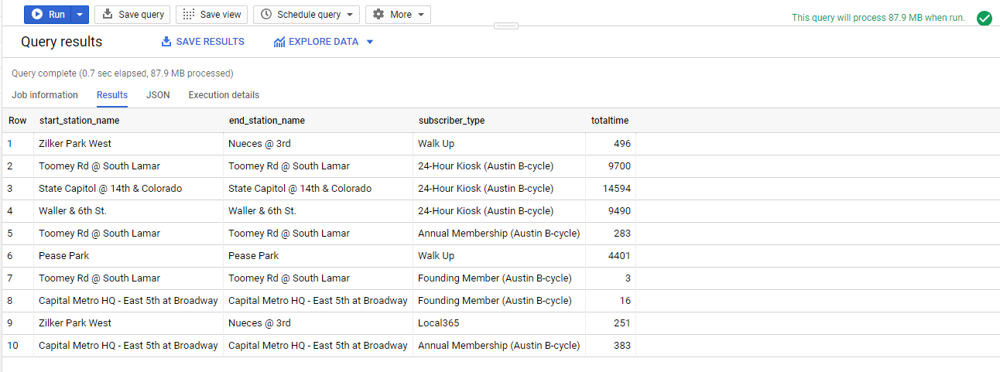 Run Save query Save view Schedule query More This query will process 87.9 MB when run.
Query results SAVE RESULTS EXPLORE DATA
Query complete (0.7 sec elapsed, 87.9 MB processed)
Job information Results JSON Execution details
Row start_station_name end_station_name subscriber_type totaltime
1 Zilker Park West Nueces @ 3rd Walk Up 496
2 Toomey Rd @ South Lamar Toomey Rd @ South Lamar 24-Hour Kiosk (Austin B-cycle) 9700
3 State Capitol @ 14th & Colorado State Capitol @ 14th & Colorado 24-Hour Kiosk (Austin B-cycle) 14594
4 Waller & 6th St. Waller & 6th St. 24-Hour Kiosk (Austin B-cycle) 9490
5 Toomey Rd @ South Lamar Toomey Rd @ South Lamar Annual Membership (Austin B-cycle) 283
6 Pease Park Pease Park Walk Up 4401
7 Toomey Rd @ South Lamar Toomey Rd @ South Lamar Founding Member (Austin B-cycle) 3
8 Capital Metro HQ - East 5th at Broadway Capital Metro HQ - East 5th at Broadway Founding Member (Austin B-cycle) 16
9 Zilker Park West Nueces @ 3rd Local365 251
10 Capital Metro HQ - East 5th at Broadway Capital Metro HQ - East 5th at Broadway Annual Membership (Austin B-cycle) 383